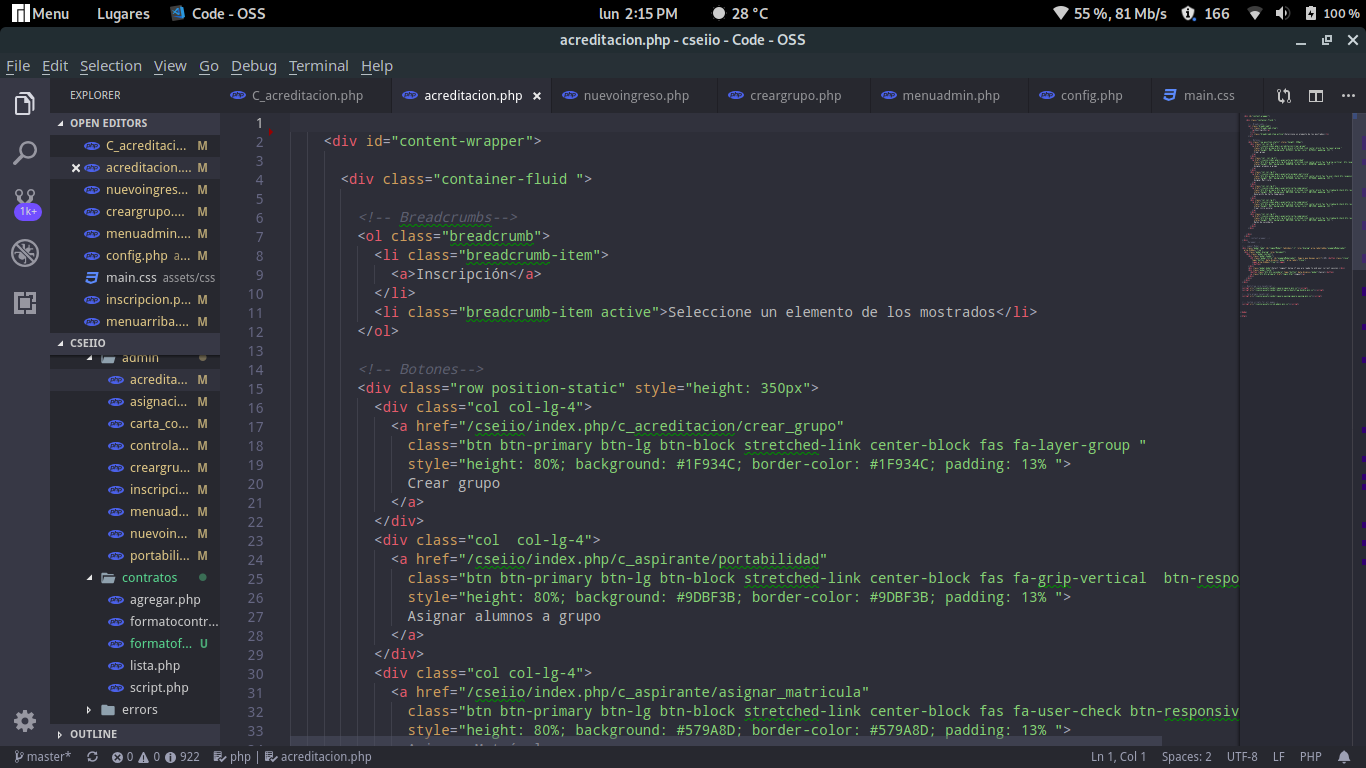 Menu Lugares Code - OSS lun 2:15 PM 28 °C 55 %, 81 Mb/s 166 100 %
acreditacion.php - cseiio - Code - OSS
File Edit Selection View Go Debug Terminal Help
EXPLORER
C_acreditacion.php acreditacion.php nuevoingreso.php creargrupo.php menuadmin.php config.php main.css
OPEN EDITORS
C_acreditaci... M
acreditacion.... M
nuevoingres... M
creargrupo.... M
menuadmin.... M
config.php a... M
main.css assets/css
inscripcion.p... M
menuarriba.... M
CSEIIO
admin
acredita... M
asignaci... M
carta_co... M
controla... M
creargru... M
inscripci... M
menuad... M
nuevoin... M
portabili... M
contratos
agregar.php
formatocontr...
formatof... U
lista.php
script.php
errors
OUTLINE
1k+
1
2 <div id="content-wrapper">
3
4 <div class="container-fluid ">
5
6 <!-- Breadcrumbs-->
7 <ol class="breadcrumb">
8 <li class="breadcrumb-item">
9 <a>Inscripción</a>
10 </li>
11 <li class="breadcrumb-item active">Seleccione un elemento de los mostrados</li>
12 </ol>
13
14 <!-- Botones-->
15 <div class="row position-static" style="height: 350px">
16 <div class="col col-lg-4">
17 <a href="/cseiio/index.php/c_acreditacion/crear_grupo"
18 class="btn btn-primary btn-lg btn-block stretched-link center-block fas fa-layer-group "
19 style="height: 80%; background: #1F934C; border-color: #1F934C; padding: 13% ">
20 Crear grupo
21 </a>
22 </div>
23 <div class="col  col-lg-4">
24 <a href="/cseiio/index.php/c_aspirante/portabilidad"
25 class="btn btn-primary btn-lg btn-block stretched-link center-block fas fa-grip-vertical  btn-respo
26 style="height: 80%; background: #9DBF3B; border-color: #9DBF3B; padding: 13% ">
27 Asignar alumnos a grupo
28 </a>
29 </div>
30 <div class="col col-lg-4">
31 <a href="/cseiio/index.php/c_aspirante/asignar_matricula"
32 class="btn btn-primary btn-lg btn-block stretched-link center-block fas fa-user-check btn-responsiv
33 style="height: 80%; background: #579A8D; border-color: #579A8D; padding: 13% ">
master* 0 0 922 php acreditacion.php Ln 1, Col 1 Spaces: 2 UTF-8 LF PHP